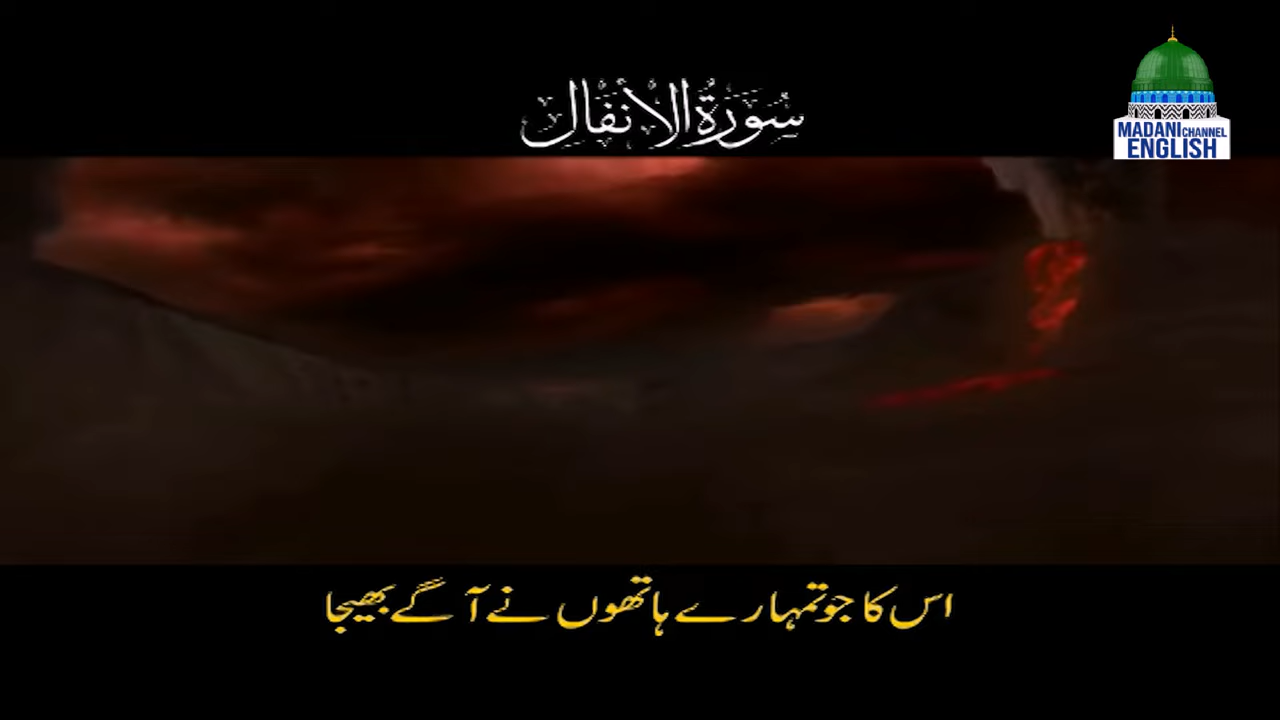 سُوۡرَةُ الۡاَنۡفَال
MADANI CHANNEL
ENGLISH
اس کا جو تمہارے ہاتھوں نے آگے بھیجا